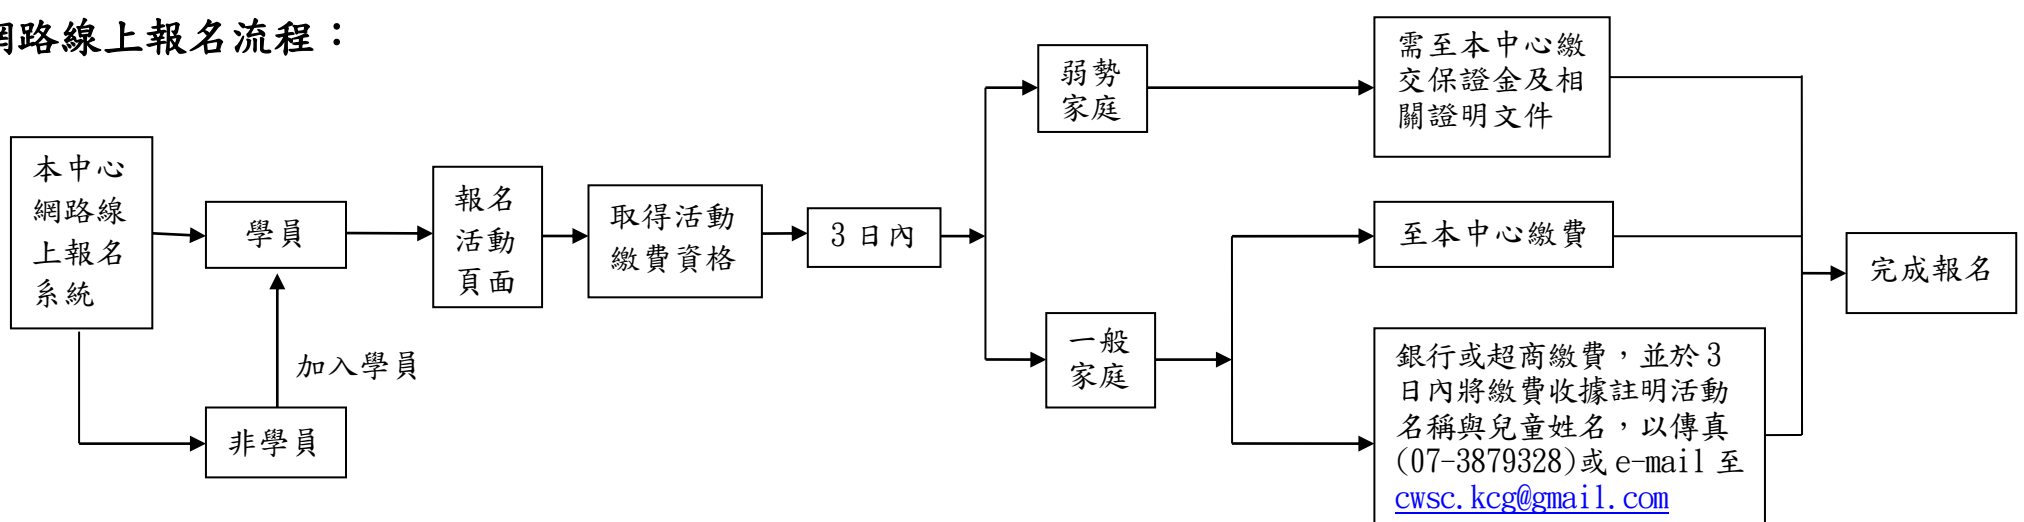 網路線上報名流程：
本中心
網路線
上報名
系統
學員
非學員
加入學員
報名
活動
頁面
取得活動
繳費資格
3 日內
弱勢
家庭
需至本中心繳
交保證金及相
關證明文件
一般
家庭
至本中心繳費
銀行或超商繳費，並於 3
日內將繳費收據註明活動
名稱與兒童姓名，以傳真
(07-3879328)或 e-mail 至
cwsc.kcg@gmail.com
完成報名